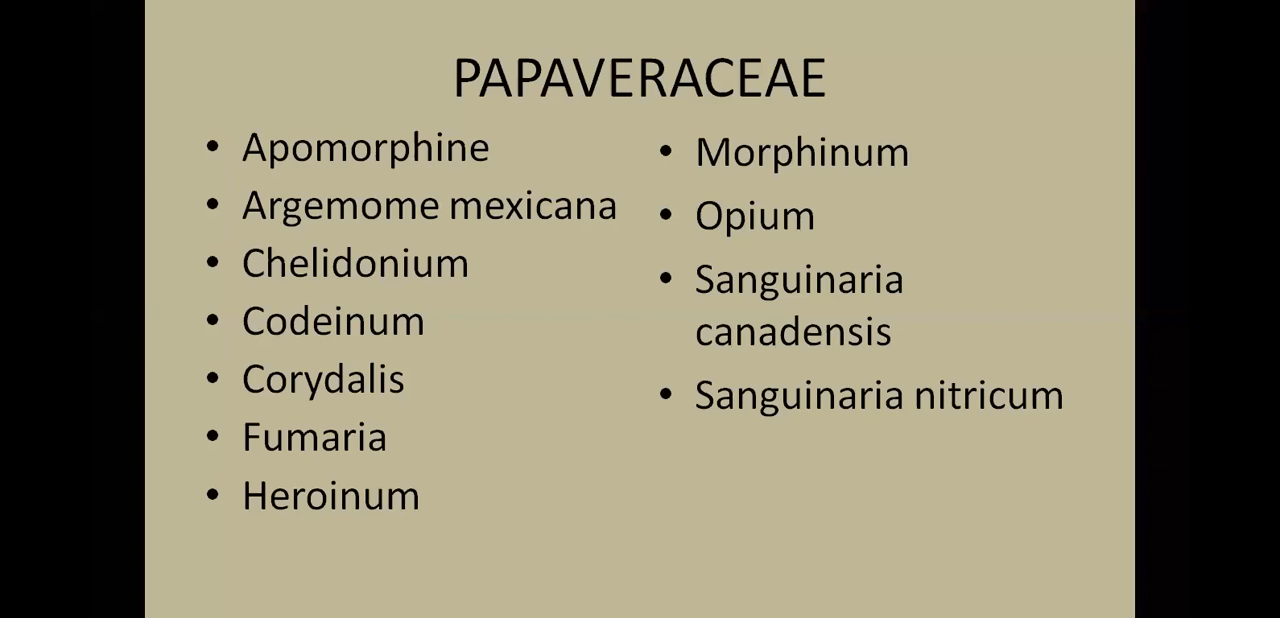 PAPAVERACEAE
• Apomorphine
• Argemome mexicana
• Chelidonium
• Codeinum
• Corydalis
• Fumaria
• Heroinum
• Morphinum
• Opium
• Sanguinaria
canadensis
• Sanguinaria nitricum